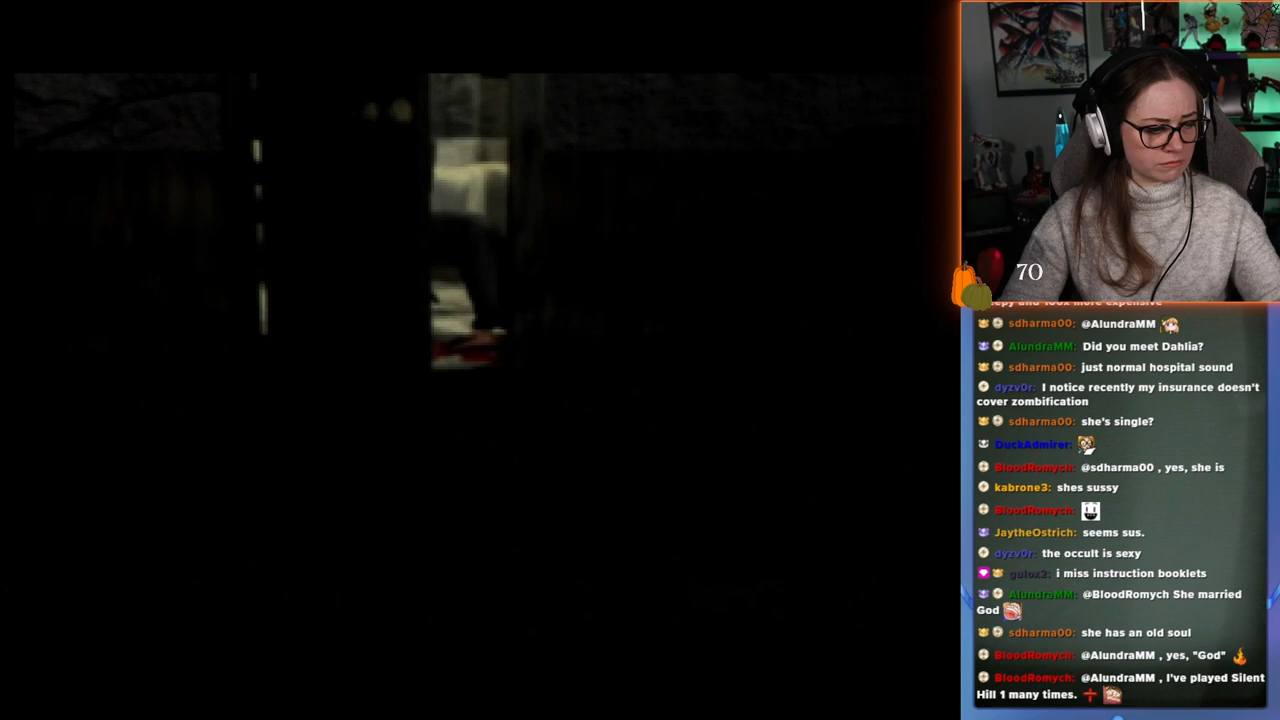 70
sdharma00: @AlundraMM
AlundraMM: Did you meet Dahlia?
sdharma00: just normal hospital sound
dyzv0r: I notice recently my insurance doesn't
cover zombification
sdharma00: she's single?
DuckAdmirer:
BloodRomych: @sdharma00 , yes, she is
kabrone3: shes sussy
BloodRomych:
JaytheOstrich: seems sus.
dyzv0r: the occult is sexy
gulox2: i miss instruction booklets
AlundraMM: @BloodRomych She married
God
sdharma00: she has an old soul
BloodRomych: @AlundraMM , yes, "God"
BloodRomych: @AlundraMM , I've played Silent
Hill 1 many times.